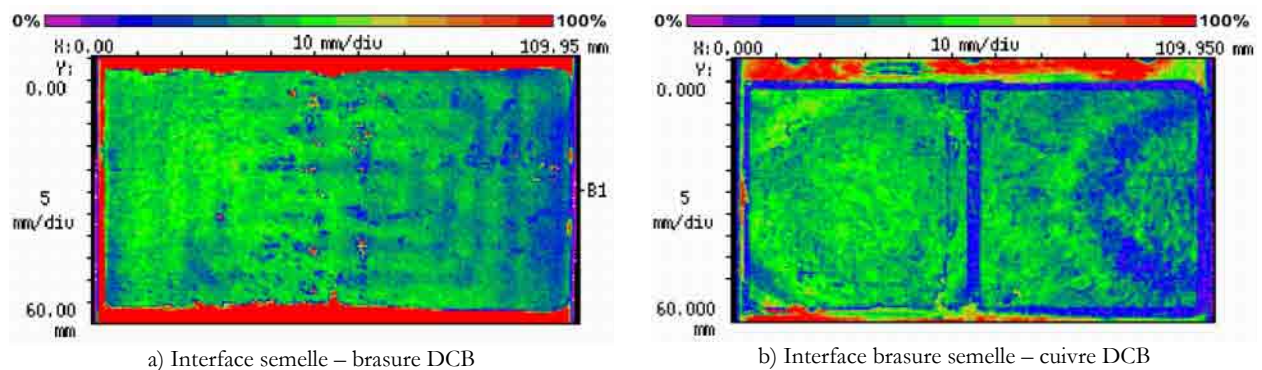 0% 100%
X:0.00 10 mm/div 109.95 mm
Y:
0.00
5
mm/div
B1
60.00
mm
a) Interface semelle – brasure DCB
0% 100%
X:0.000 10 mm/div 109.950 mm
Y:
0.000
5
mm/div
60.000
mm
b) Interface brasure semelle – cuivre DCB